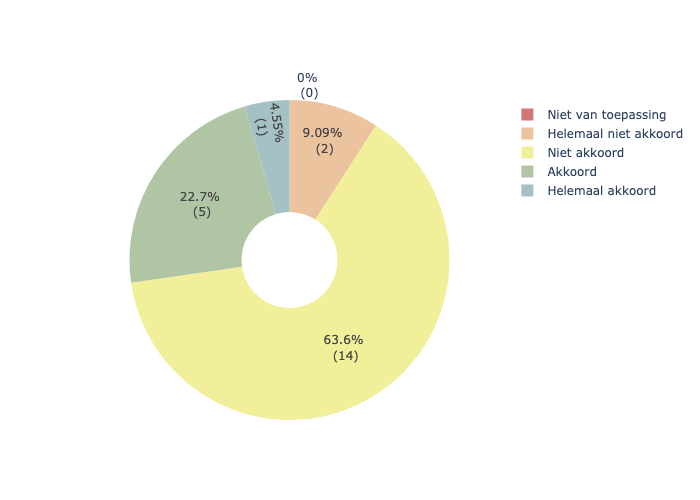 0%
(0)
9.09%
(2)
63.6%
(14)
22.7%
(5)
4.55%
(1)
Niet van toepassing
Helemaal niet akkoord
Niet akkoord
Akkoord
Helemaal akkoord